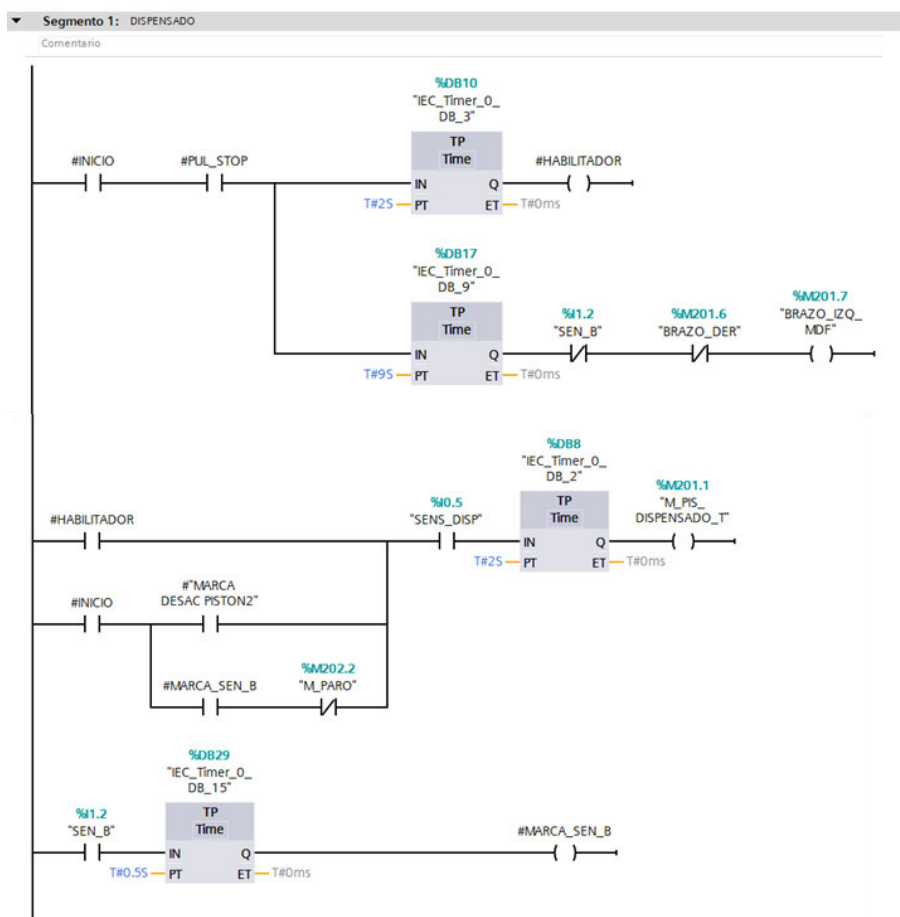 Segmento 1: DISPENSADO
Comentario
%DB10
"IEC_Timer_0_
DB_3"
TP
Time
#INICIO
#PUL_STOP
#HABILITADOR
IN
Q
T#2S
PT
ET
T#0ms
%DB17
"IEC_Timer_0_
DB_9"
TP
Time
%I1.2
"SEN_B"
%M201.6
"BRAZO_DER"
%M201.7
"BRAZO_IZQ_
MDF"
IN
Q
T#9S
PT
ET
T#0ms
%DB8
"IEC_Timer_0_
DB_2"
TP
Time
#HABILITADOR
%I0.5
"SENS_DISP"
%M201.1
"M_PIS_
DISPENSADO_T"
IN
Q
T#2S
PT
ET
T#0ms
#INICIO
#"MARCA
DESAC PISTON2"
#MARCA_SEN_B
%M202.2
"M_PARO"
%DB29
"IEC_Timer_0_
DB_15"
TP
Time
%I1.2
"SEN_B"
#MARCA_SEN_B
IN
Q
T#0.5S
PT
ET
T#0ms